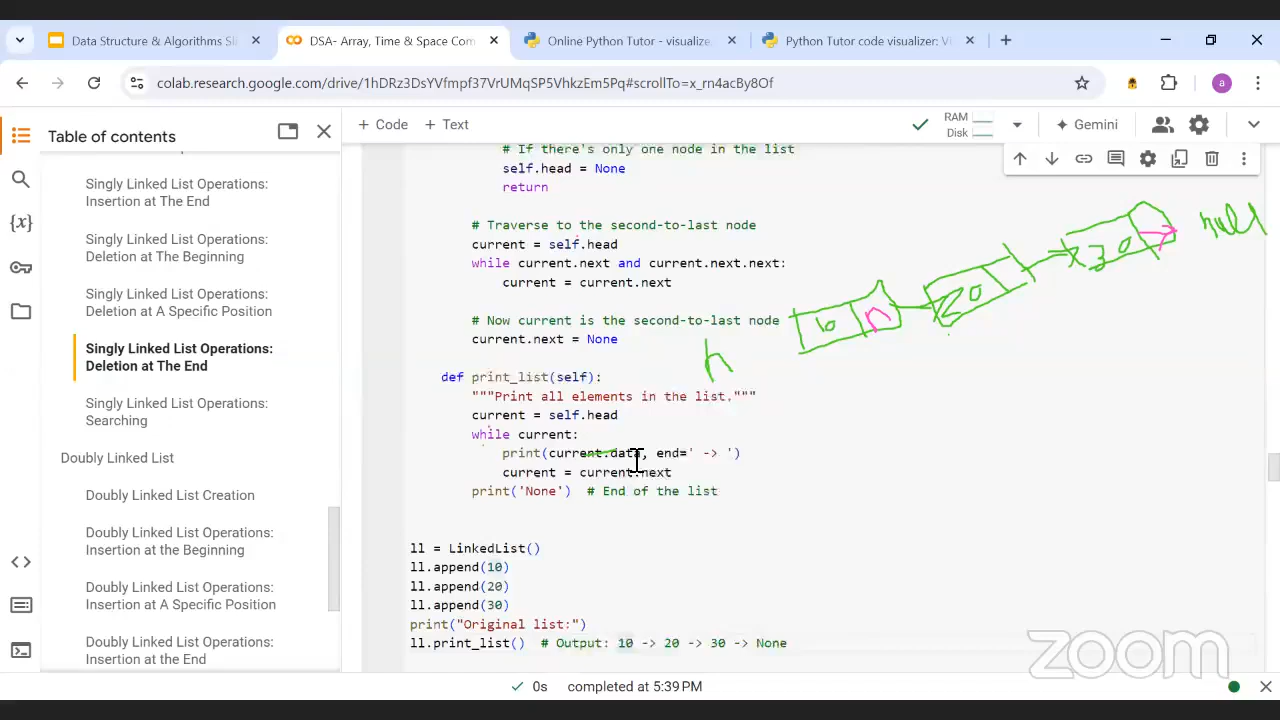 Data Structure & Algorithms Sl
DSA- Array, Time & Space Com
Online Python Tutor - visualize
Python Tutor code visualizer: Vi
colab.research.google.com/drive/1hDRz3DsYVfmpf37VrUMqSP5VhkzEm5Pq#scrollTo=x_rn4acBy8Of
a
Table of contents
+ Code
+ Text
RAM
Disk
Gemini
Singly Linked List Operations:
Insertion at The End
Singly Linked List Operations:
Deletion at The Beginning
Singly Linked List Operations:
Deletion at A Specific Position
Singly Linked List Operations:
Deletion at The End
Singly Linked List Operations:
Searching
Doubly Linked List
Doubly Linked List Creation
Doubly Linked List Operations:
Insertion at the Beginning
Doubly Linked List Operations:
Insertion at A Specific Position
Doubly Linked List Operations:
Insertion at the End
# If there's only one node in the list
self.head = None
return
# Traverse to the second-to-last node
current = self.head
while current.next and current.next.next:
current = current.next
# Now current is the second-to-last node
current.next = None
def print_list(self):
"""Print all elements in the list."""
current = self.head
while current:
print(current.data, end=' -> ')
current = current.next
print('None')  # End of the list
ll = LinkedList()
ll.append(10)
ll.append(20)
ll.append(30)
print("Original list:")
ll.print_list()  # Output: 10 -> 20 -> 30 -> None
h
10 n
20
30
null
zoom
0s completed at 5:39 PM